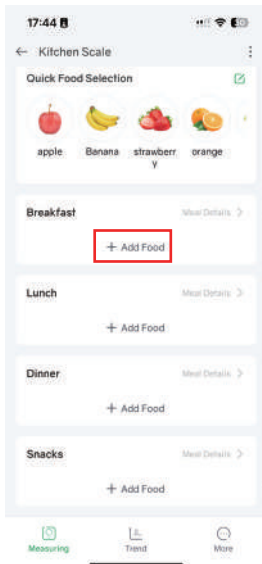 17:44
← Kitchen Scale
Quick Food Selection
apple Banana strawberr
y orange
Breakfast Meal Details >
+ Add Food
Lunch Meal Details >
+ Add Food
Dinner Meal Details >
+ Add Food
Snacks Meal Details >
+ Add Food
Measuring Trend More